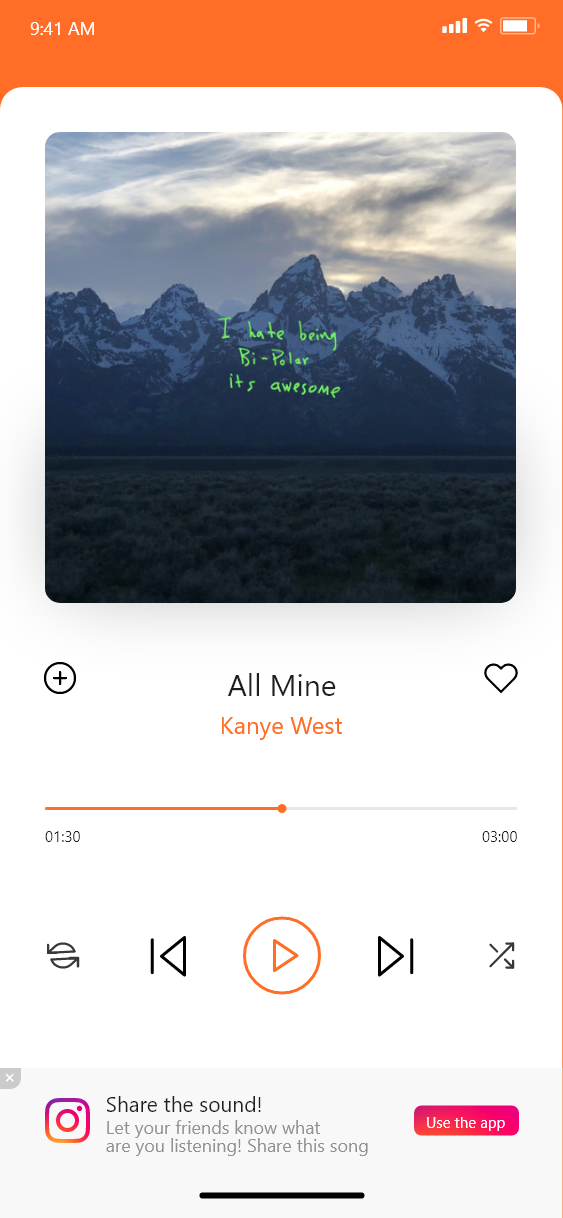 9:41 AM
I hate being
Bi-Polar
its awesome
All Mine
Kanye West
01:30
03:00
Share the sound!
Let your friends know what
are you listening! Share this song
Use the app